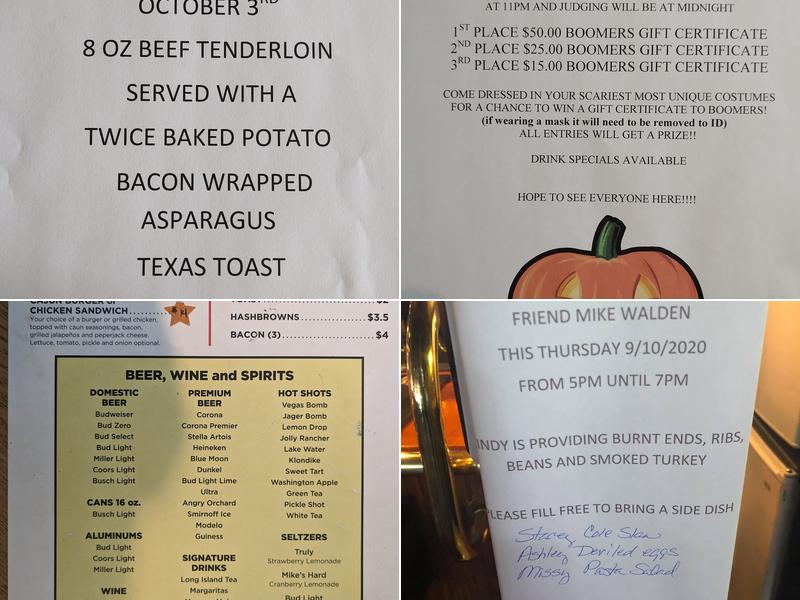 OCTOBER 3RD
8 OZ BEEF TENDERLOIN
SERVED WITH A
TWICE BAKED POTATO
BACON WRAPPED
ASPARAGUS
TEXAS TOAST
AT 11PM AND JUDGING WILL BE AT MIDNIGHT
1ST PLACE $50.00 BOOMERS GIFT CERTIFICATE
2ND PLACE $25.00 BOOMERS GIFT CERTIFICATE
3RD PLACE $15.00 BOOMERS GIFT CERTIFICATE
COME DRESSED IN YOUR SCARIEST MOST UNIQUE COSTUMES
FOR A CHANCE TO WIN A GIFT CERTIFICATE TO BOOMERS!
(if wearing a mask it will need to be removed to ID)
ALL ENTRIES WILL GET A PRIZE!!
DRINK SPECIALS AVAILABLE
HOPE TO SEE EVERYONE HERE!!!!
CAJUN BURGER or
CHICKEN SANDWICH
Your choice of a burger or grilled chicken,
topped with caun seasonings, bacon,
grilled jalapeños and peperjack cheese.
Lettuce, tomato, pickle and onion optional.
HASHBROWNS $3.5
BACON (3) $4
BEER, WINE and SPIRITS
DOMESTIC
BEER
Budweiser
Bud Zero
Bud Select
Bud Light
Miller Light
Coors Light
Busch Light
CANS 16 oz.
Busch Light
ALUMINUMS
Bud Light
Coors Light
Miller Light
WINE
PREMIUM
BEER
Corona
Corona Premier
Stella Artois
Heineken
Blue Moon
Dunkel
Bud Light Lime
Ultra
Angry Orchard
Smirnoff Ice
Modelo
Guiness
SIGNATURE
DRINKS
Long Island Tea
Margaritas
HOT SHOTS
Vegas Bomb
Jager Bomb
Lemon Drop
Jolly Rancher
Lake Water
Klondike
Sweet Tart
Washington Apple
Green Tea
Pickle Shot
White Tea
SELTZERS
Truly
Strawberry Lemonade
Mike's Hard
Cranberry Lemonade
Bud Light
FRIEND MIKE WALDEN
THIS THURSDAY 9/10/2020
FROM 5PM UNTIL 7PM
INDY IS PROVIDING BURNT ENDS, RIBS,
BEANS AND SMOKED TURKEY
PLEASE FILL FREE TO BRING A SIDE DISH
Stacey Cole Slaw
Ashley Deviled eggs
Missy Pasta Salad